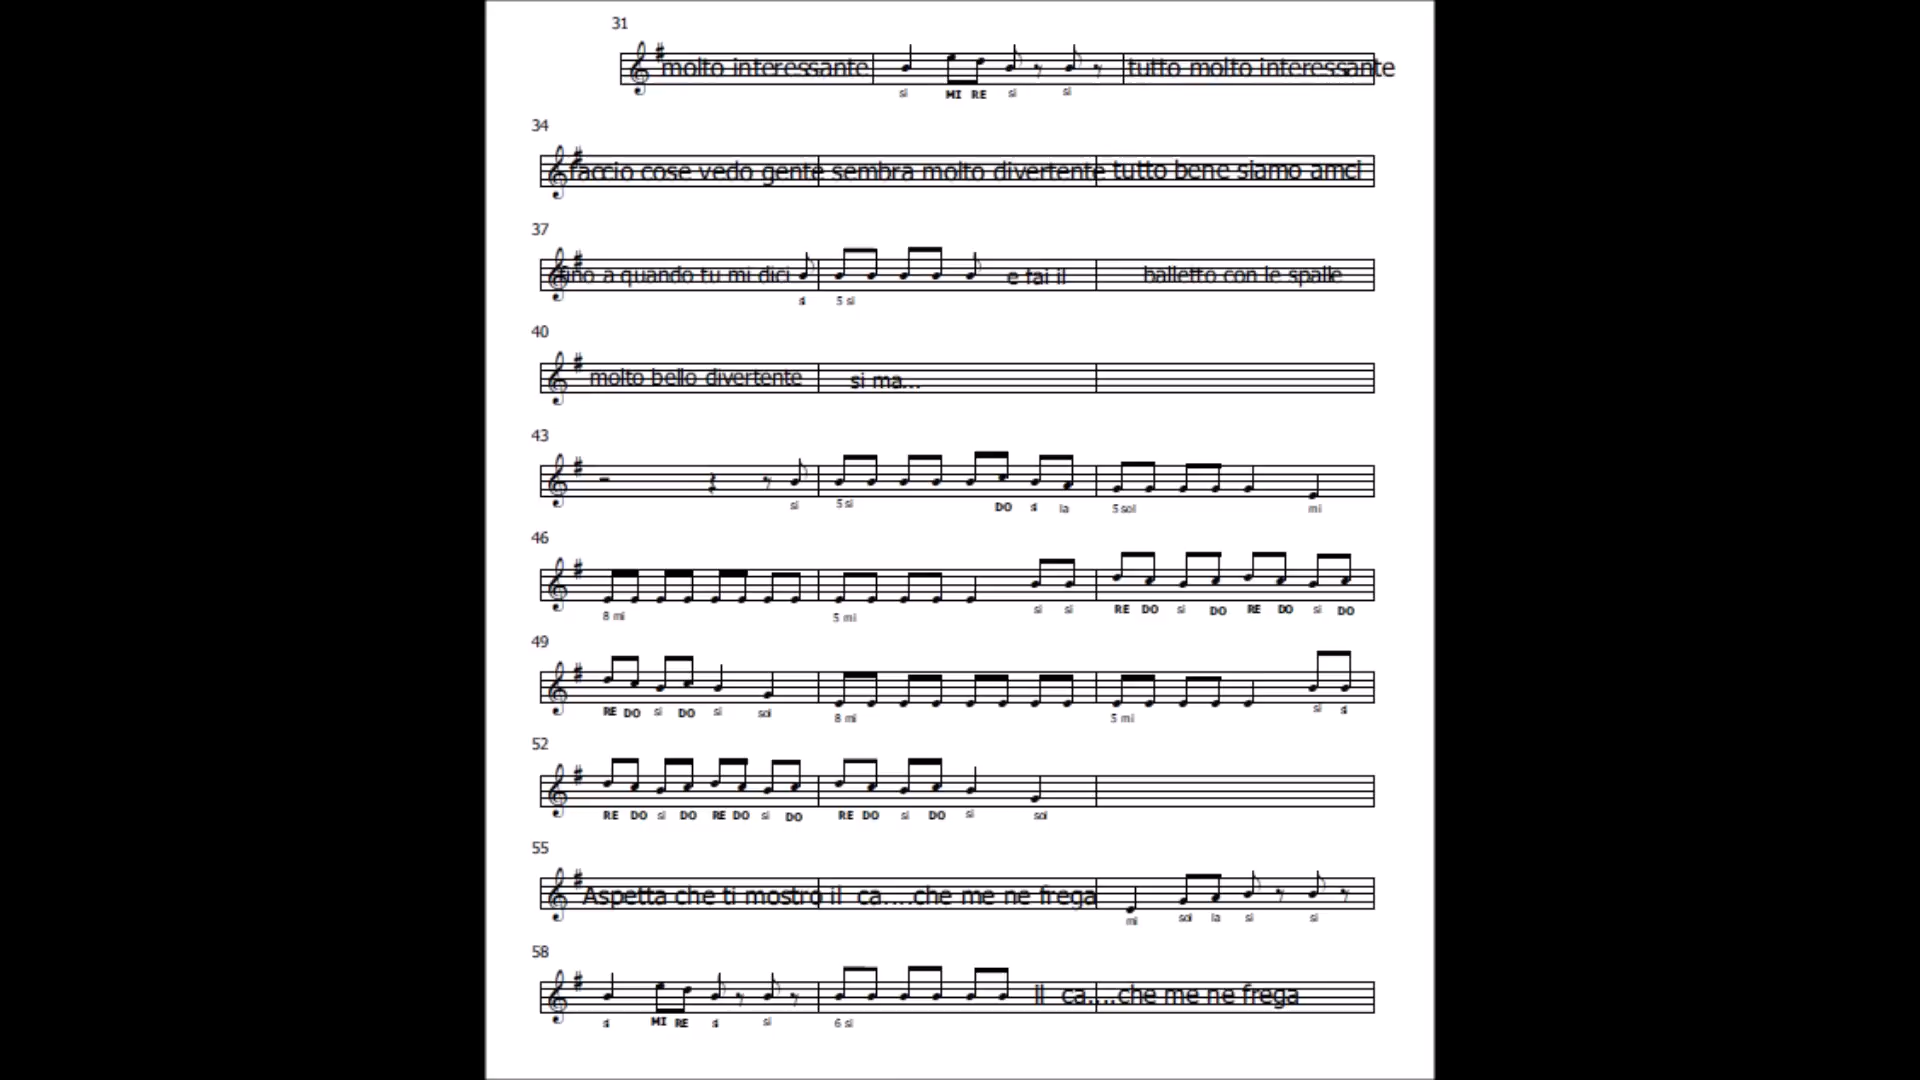 31
molto interessante tutto molto interessante
si MI RE si si
34
faccio cose vedo gente sembra molto divertente tutto bene siamo amci
37
fino a quando tu mi dici e fai il balletto con le spalle
si 5 si
40
molto bello divertente si ma...
43
si 5 si DO si la 5 sol mi
46
8 mi 5 mi si si RE DO si DO RE DO si DO
49
RE DO si DO si sol 8 mi 5 mi si si
52
RE DO si DO RE DO si DO RE DO si DO si sol
55
Aspetta che ti mostro il ca....che me ne frega
mi sol la si si
58
il ca....che me ne frega
si MI RE si si 6 si